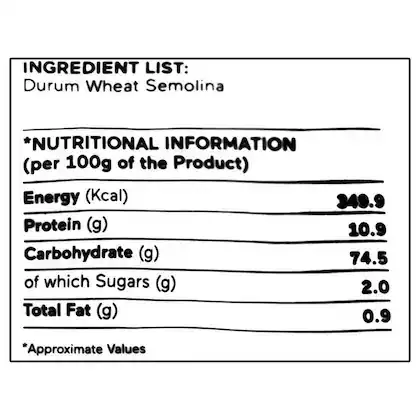 INGREDIENT LIST:
Durum Wheat Semolina
*NUTRITIONAL INFORMATION
(per 100g of the Product)
Energy (Kcal) 349.9
Protein (g) 10.9
Carbohydrate (g) 74.5
of which Sugars (g) 2.0
Total Fat (g) 0.9
*Approximate Values